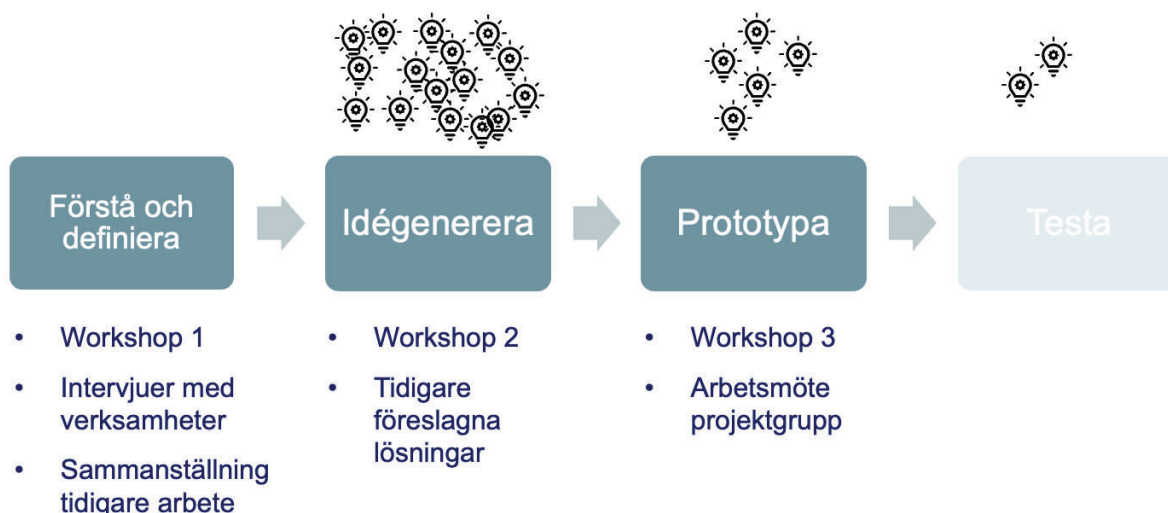 Förstå och
definiera
Idégenerera
Prototypa
Testa
• Workshop 1
• Intervjuer med
verksamheter
• Sammanställning
tidigare arbete
• Workshop 2
• Tidigare
föreslagna
lösningar
• Workshop 3
• Arbetsmöte
projektgrupp